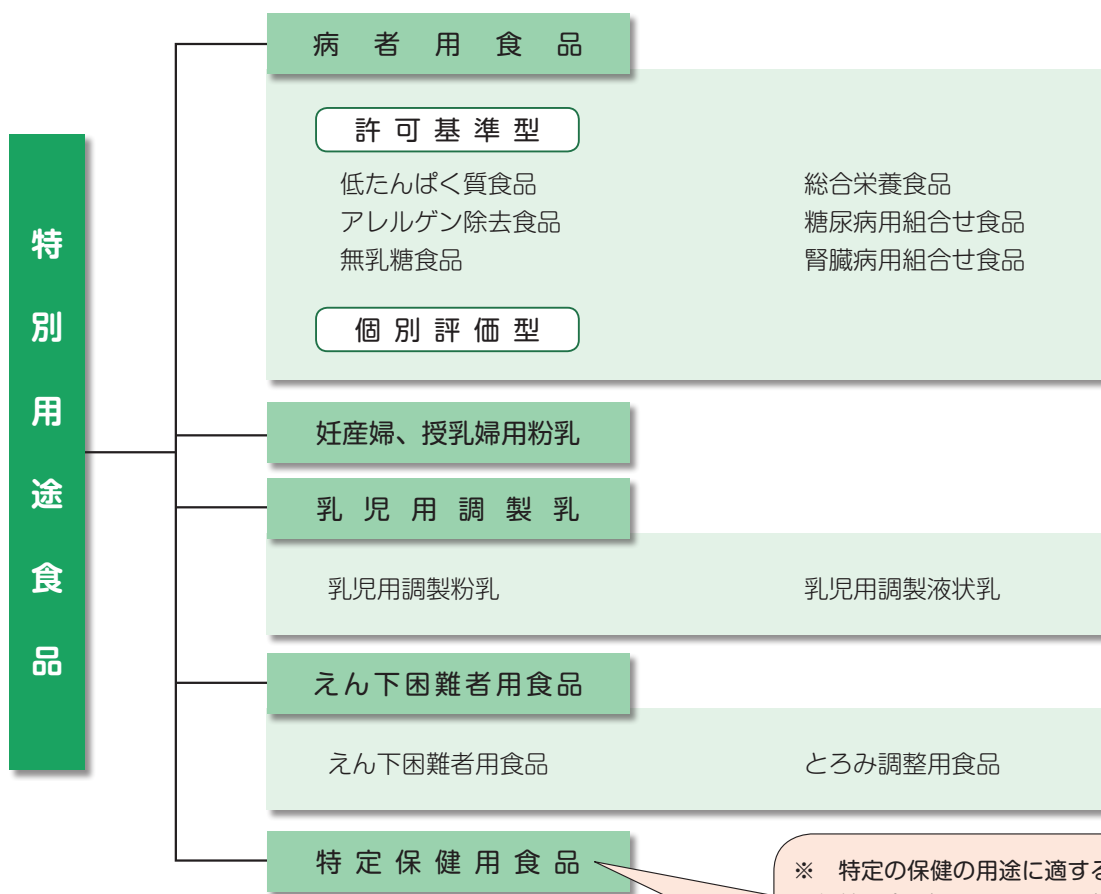 特別用途食品
病者用食品
許可基準型
低たんぱく質食品
総合栄養食品
アレルゲン除去食品
糖尿病用組合せ食品
無乳糖食品
腎臓病用組合せ食品
個別評価型
妊産婦、授乳婦用粉乳
乳児用調製乳
乳児用調製粉乳
乳児用調製液状乳
えん下困難者用食品
えん下困難者用食品
とろみ調整用食品
特定保健用食品
※ 特定の保健の用途に適する